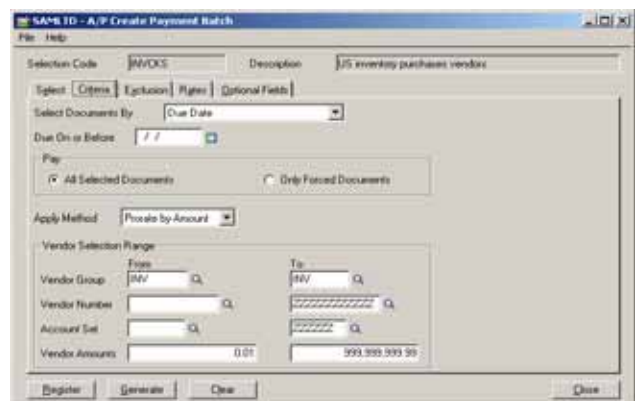 SAMLTD - A/P Create Payment Batch
File Help
Selection Code INVCKS Description US inventory purchases vendors
Select Criteria Exclusion Rates Optional Fields
Select Documents By Due Date
Due On or Before / /
Pay
All Selected Documents Only Forced Documents
Apply Method Prorate by Amount
Vendor Selection Range
From To
Vendor Group INV INV
Vendor Number ZZZZZZZZZZZZ
Account Set ZZZZZZ
Vendor Amounts 0.01 999,999,999.99
Register Generate Clear Close